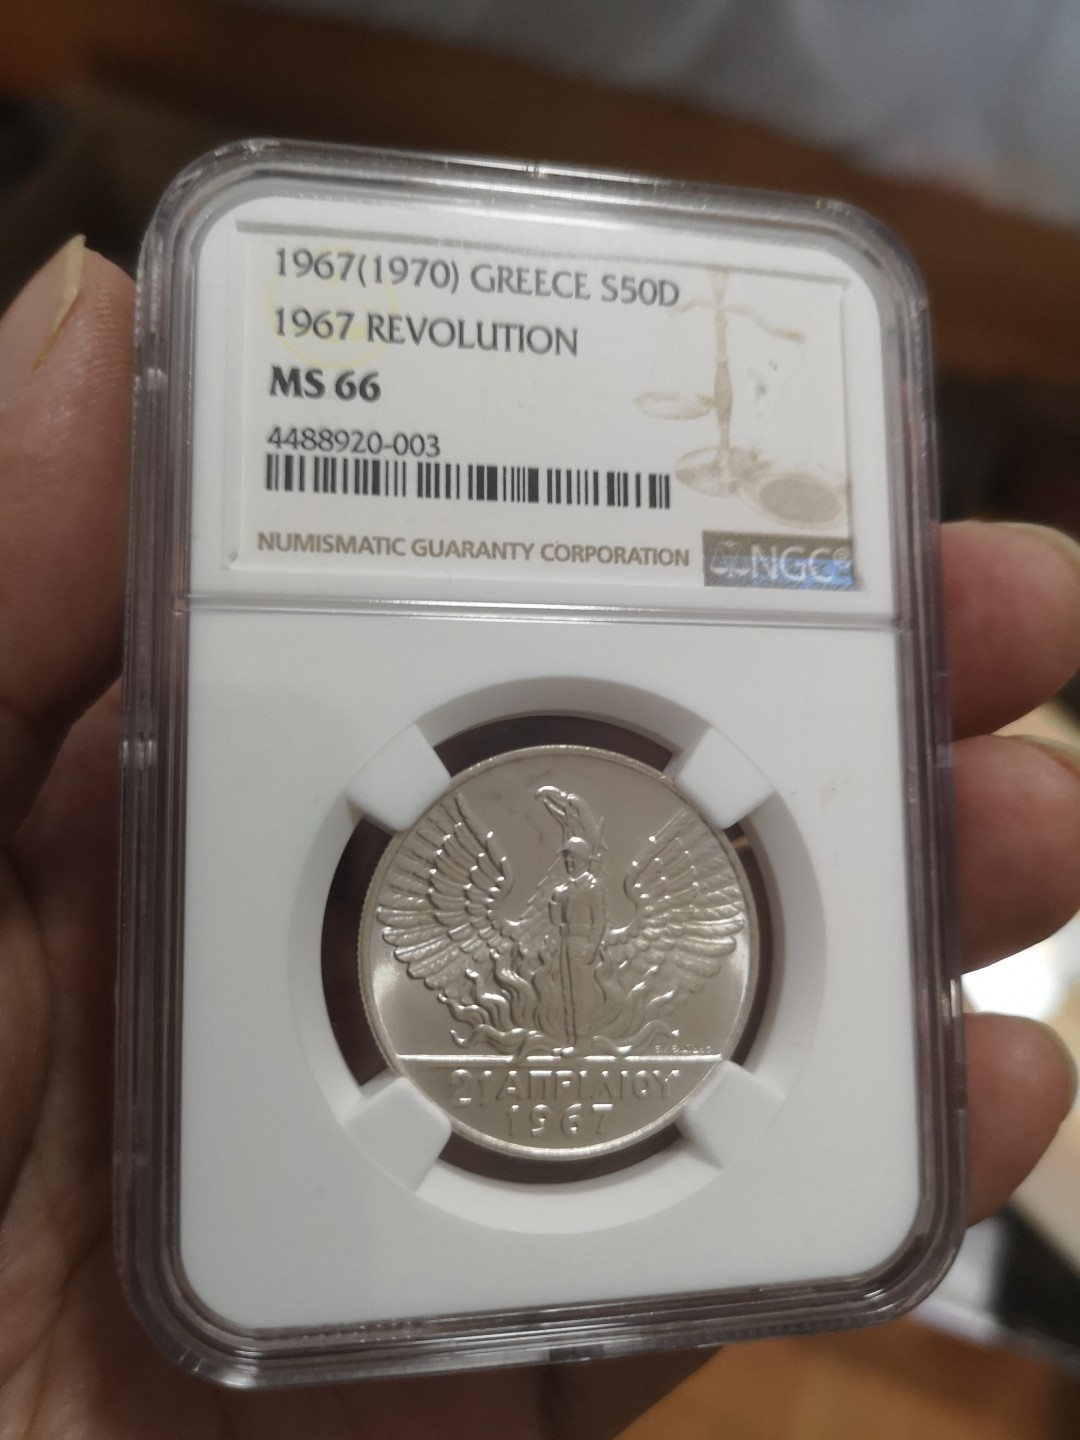 1967(1970) GREECE S50D
1967 REVOLUTION
MS 66
4488920-003
NUMISMATIC GUARANTY CORPORATION
NGC®
21 ΑΠΡΙΛΙΟΥ
1967